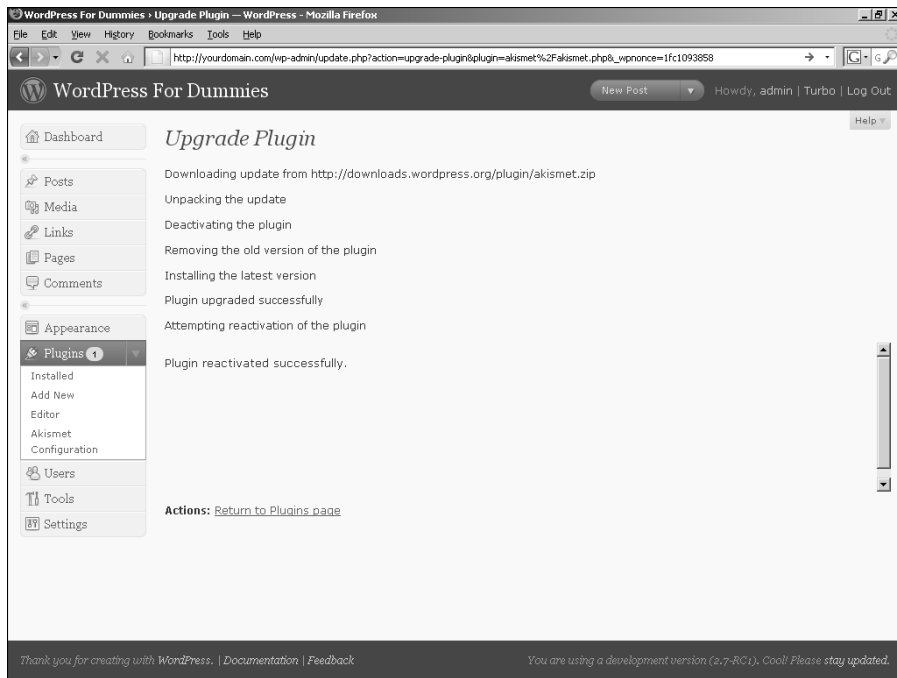 WordPress For Dummies › Upgrade Plugin — WordPress - Mozilla Firefox
File Edit View History Bookmarks Tools Help
http://yourdomain.com/wp-admin/update.php?action=upgrade-plugin&plugin=akismet%2Fakismet.php&_wpnonce=1fc1093858
G G
WordPress For Dummies
New Post
Howdy, admin | Turbo | Log Out
Help
Dashboard
Posts
Media
Links
Pages
Comments
Appearance
Plugins 1
Installed
Add New
Editor
Akismet
Configuration
Users
Tools
Settings
Upgrade Plugin
Downloading update from http://downloads.wordpress.org/plugin/akismet.zip
Unpacking the update
Deactivating the plugin
Removing the old version of the plugin
Installing the latest version
Plugin upgraded successfully
Attempting reactivation of the plugin
Plugin reactivated successfully.
Actions: Return to Plugins page
Thank you for creating with WordPress. | Documentation | Feedback
You are using a development version (2.7-RC1). Cool! Please stay updated.